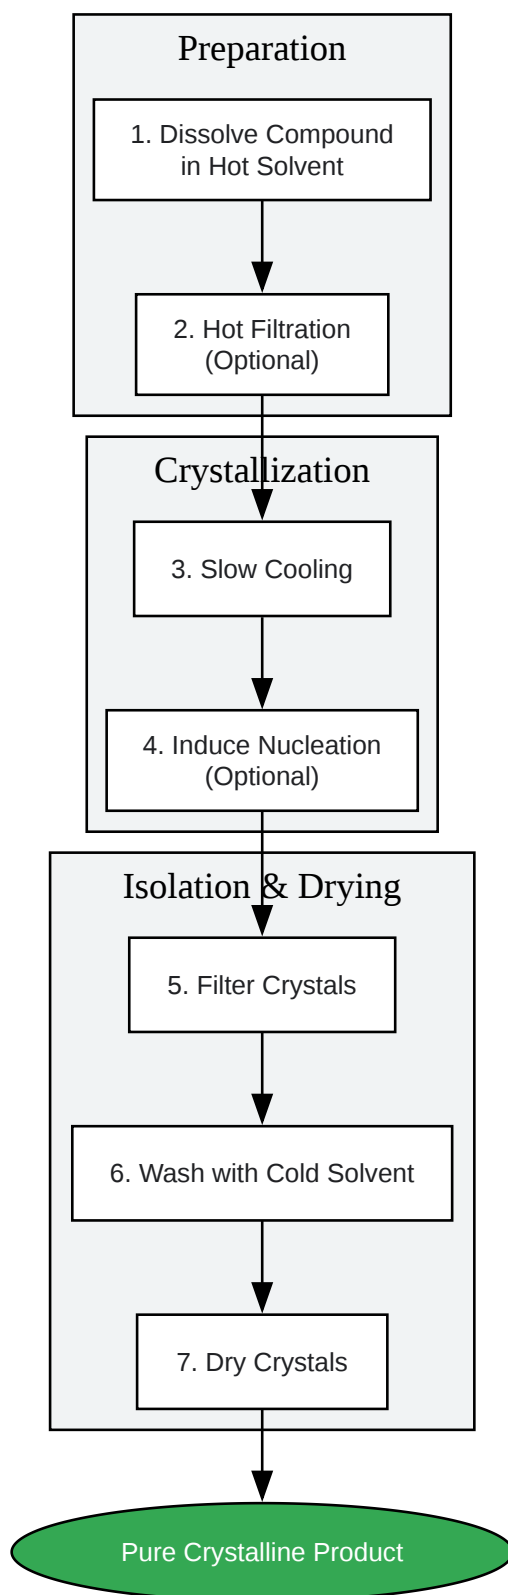 Preparation
1. Dissolve Compound
in Hot Solvent
2. Hot Filtration
(Optional)
Crystallization
3. Slow Cooling
4. Induce Nucleation
(Optional)
Isolation & Drying
5. Filter Crystals
6. Wash with Cold Solvent
7. Dry Crystals
Pure Crystalline Product